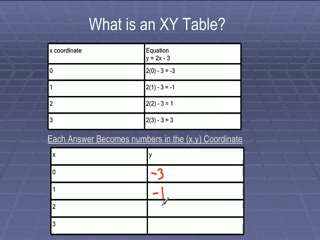 What is an XY Table?
x coordinate Equation
y = 2x - 3
0 2(0) - 3 = -3
1 2(1) - 3 = -1
2 2(2) - 3 = 1
3 2(3) - 3 = 3
Each Answer Becomes numbers in the (x,y) Coordinate
x y
0 -3
1 -1
2
3